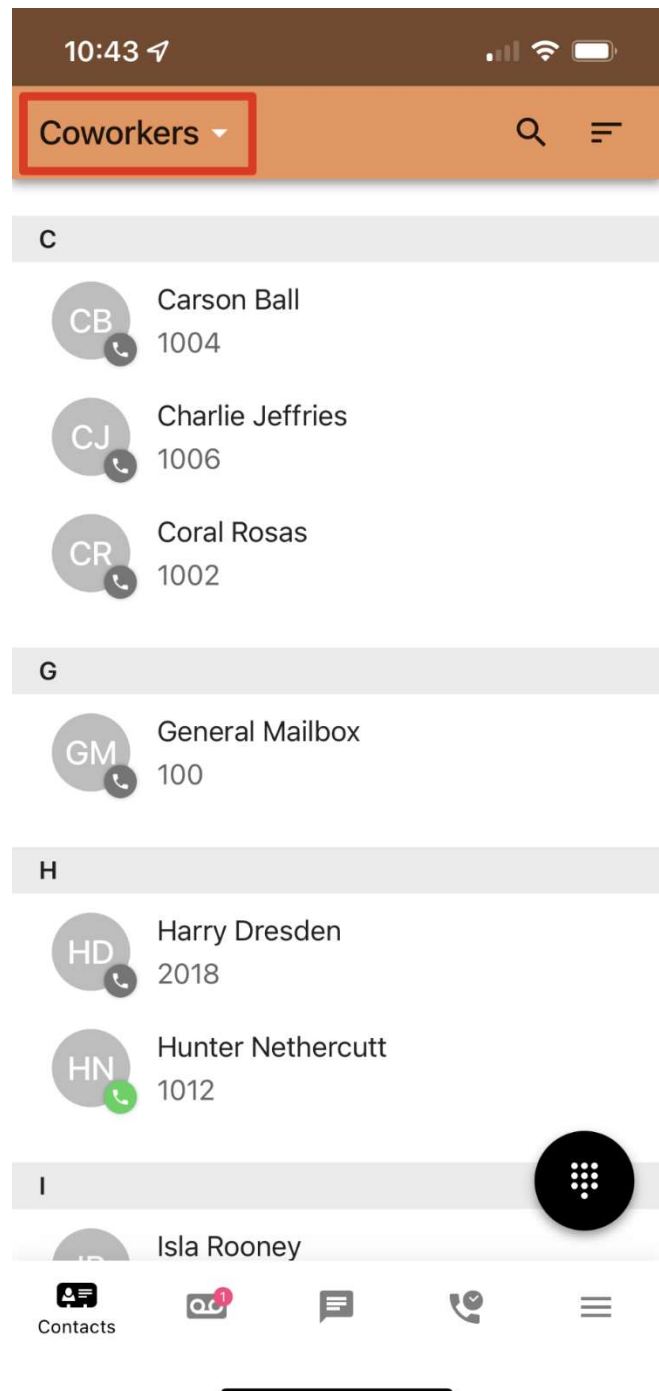 10:43
Coworkers
C
CB
Carson Ball
1004
CJ
Charlie Jeffries
1006
CR
Coral Rosas
1002
G
GM
General Mailbox
100
H
HD
Harry Dresden
2018
HN
Hunter Nethercutt
1012
I
Isla Rooney
1
Contacts